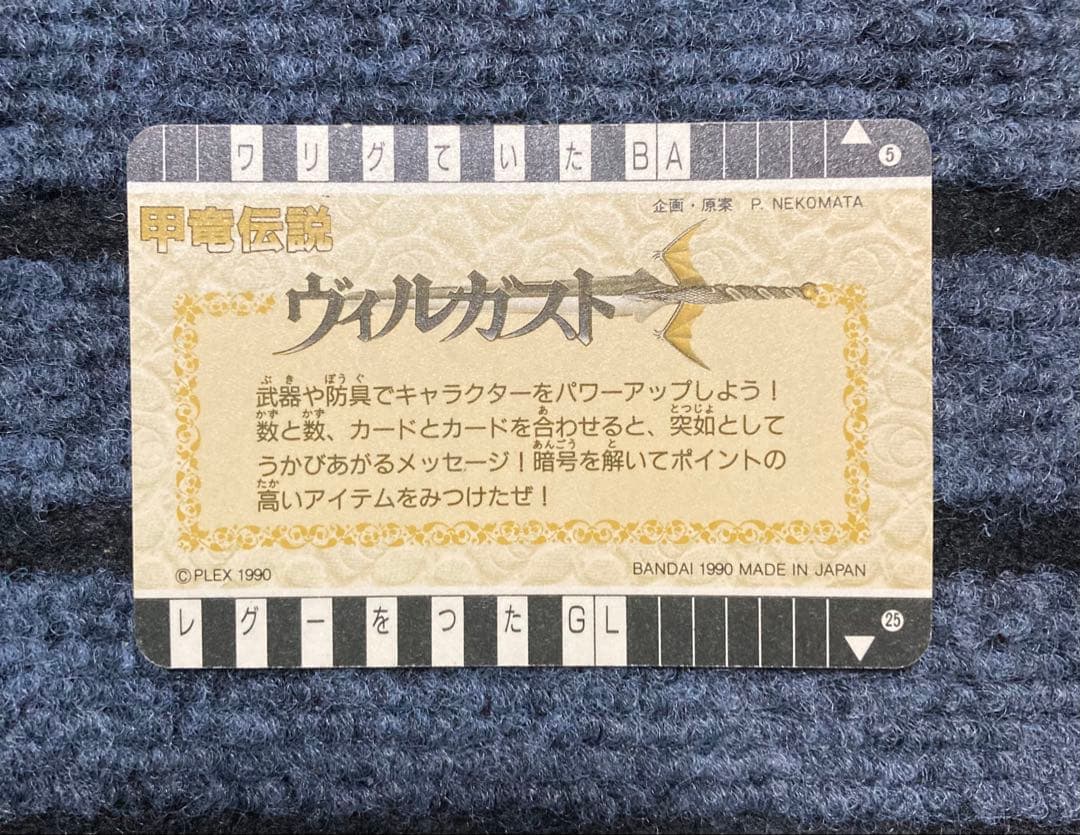 ワリグていたBA 5
企画・原案 P. NEKOMATA
甲竜伝説
ヴィルガスト
武器や防具でキャラクターをパワーアップしよう！
数と数、カードとカードを合わせると、突如として
うかびあがるメッセージ！暗号を解いてポイントの
高いアイテムをみつけたぜ！
©PLEX 1990 BANDAI 1990 MADE IN JAPAN
レグーをつたGL 25